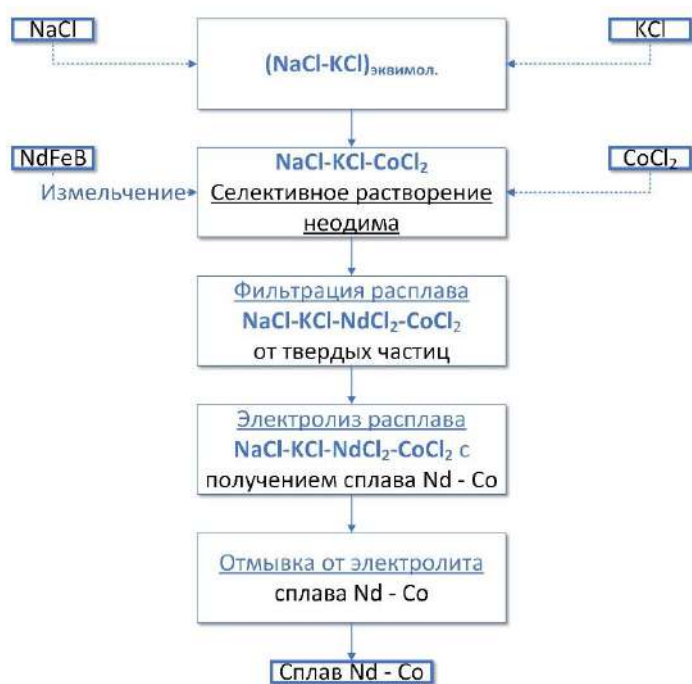 NaCl
KCl
(NaCl-KCl)эквимол.
NdFeB
NaCl-KCl-CoCl₂
CoCl₂
Измельчение
Селективное растворение
неодима
Фильтрация расплава
NaCl-KCl-NdCl₂-CoCl₂
от твердых частиц
Электролиз расплава
NaCl-KCl-NdCl₂-CoCl₂ с
получением сплава Nd - Co
Отмывка от электролита
сплава Nd - Co
Сплав Nd - Co